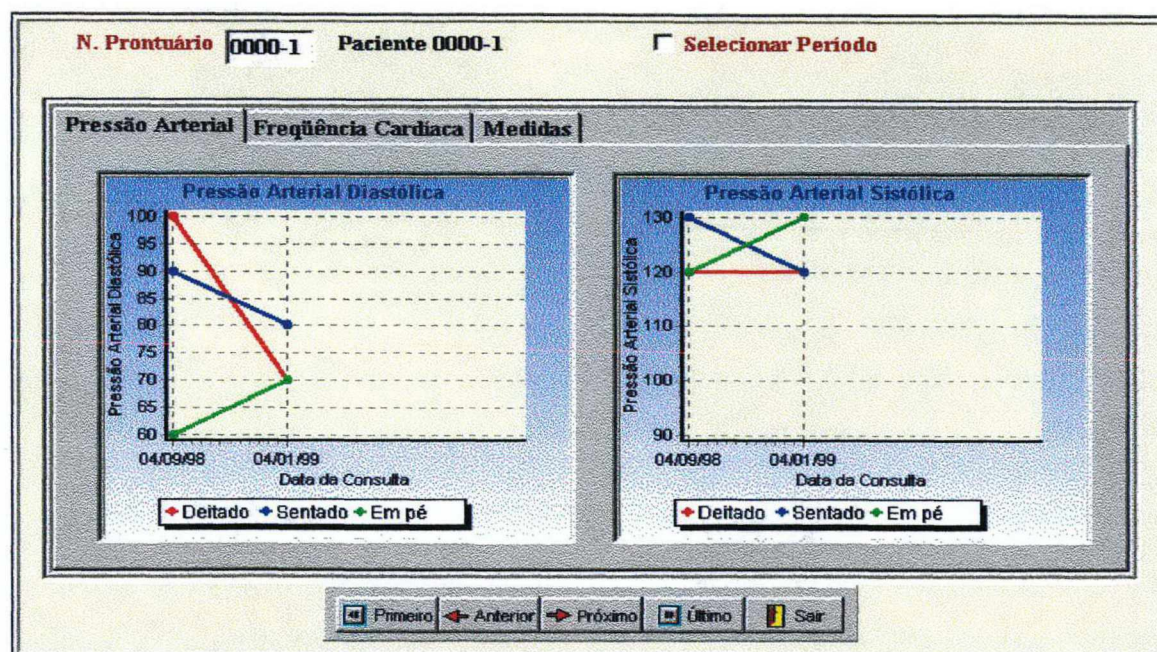 N. Prontuário 0000-1 Paciente 0000-1 Selecionar Período
Pressão Arterial Freqüência Cardíaca Medidas
Pressão Arterial Diastólica
Pressão Arterial Diastólica
100
95
90
85
80
75
70
65
60
04/09/98 04/01/99
Data da Consulta
Deitado Sentado Em pé
Pressão Arterial Sistólica
Pressão Arterial Sistólica
130
120
110
100
90
04/09/98 04/01/99
Data da Consulta
Deitado Sentado Em pé
Primeiro Anterior Próximo Último Sair